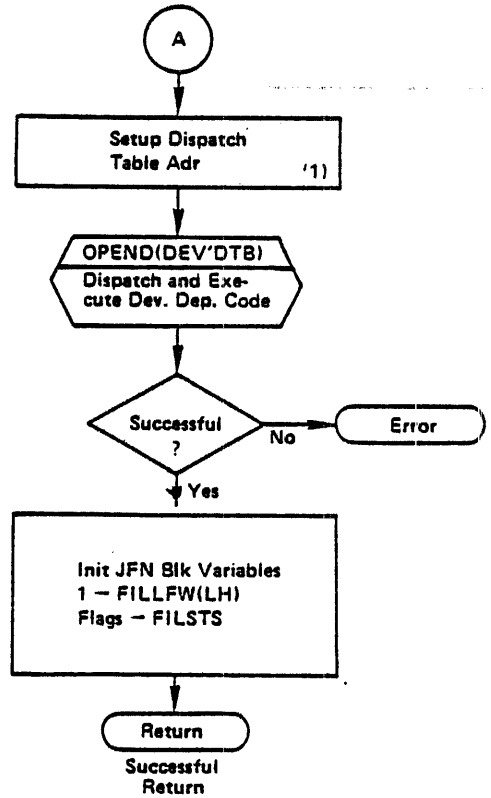 A
Setup Dispatch
Table Adr
'1)
OPEND(DEV'DTB)
Dispatch and Exe-
cute Dev. Dep. Code
Successful
?
No
Error
Yes
Init JFN Blk Variables
1 — FILLFW(LH)
Flags — FILSTS
Return
Successful
Return